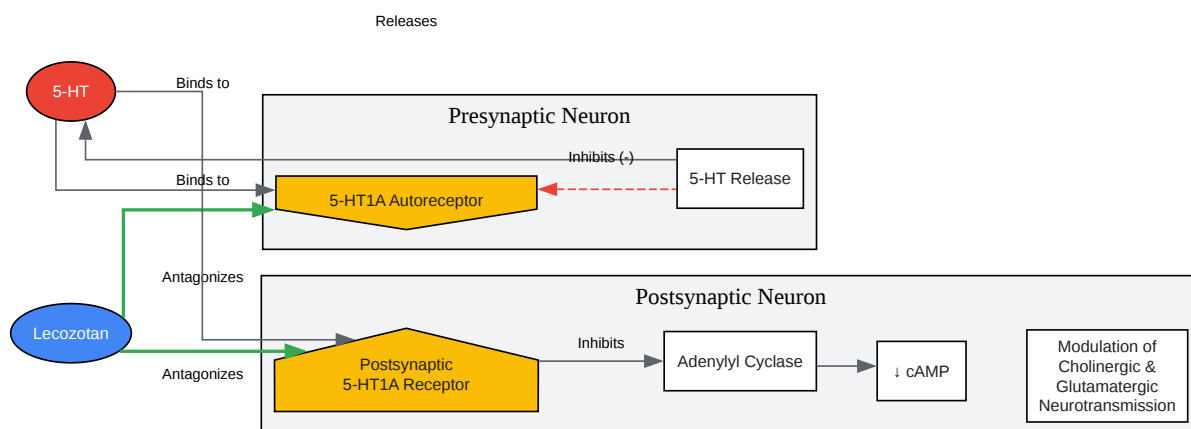 Releases
5-HT
Binds to
Presynaptic Neuron
Inhibits (-)
5-HT Release
Binds to
5-HT1A Autoreceptor
Antagonizes
Postsynaptic Neuron
Lecozotan
Antagonizes
Postsynaptic
5-HT1A Receptor
Inhibits
Adenylyl Cyclase
↓ cAMP
Modulation of
Cholinergic &
Glutamatergic
Neurotransmission